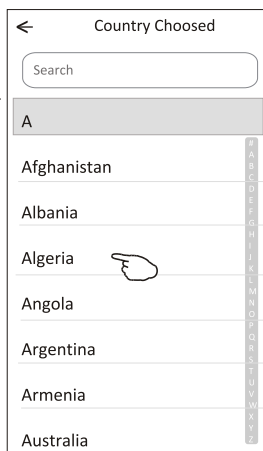 Country Choosed
Search
A
Afghanistan
Albania
Algeria
Angola
Argentina
Armenia
Australia
#
A
B
C
D
E
F
G
H
I
J
K
L
M
N
O
P
Q
R
S
T
U
V
W
X
Y
Z